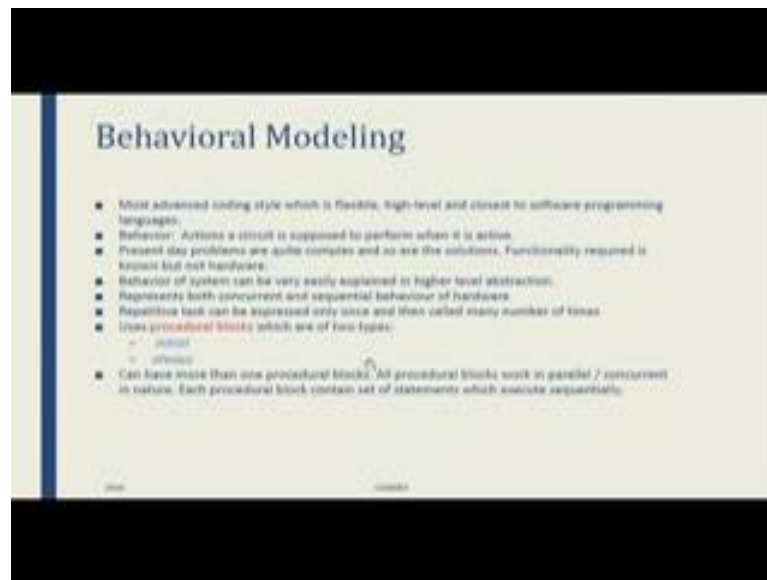 Behavioral Modeling
▪ Most advanced coding style which is flexible, high-level and closest to software programming
languages.
▪ Behavior: Actions a circuit is supposed to perform when it is active.
▪ Present day problems are quite complex and so are the solutions. Functionality required is
known but not hardware.
▪ Behavior of system can be very easily explained in higher level abstraction.
▪ Represents both concurrent and sequential behaviour of hardware
▪ Repetitive task can be expressed only once and then called many number of times
▪ Uses procedural blocks which are of two types:
– initial
– always
▪ Can have more than one procedural blocks. All procedural blocks work in parallel / concurrent
in nature. Each procedural block contain set of statements which execute sequentially.